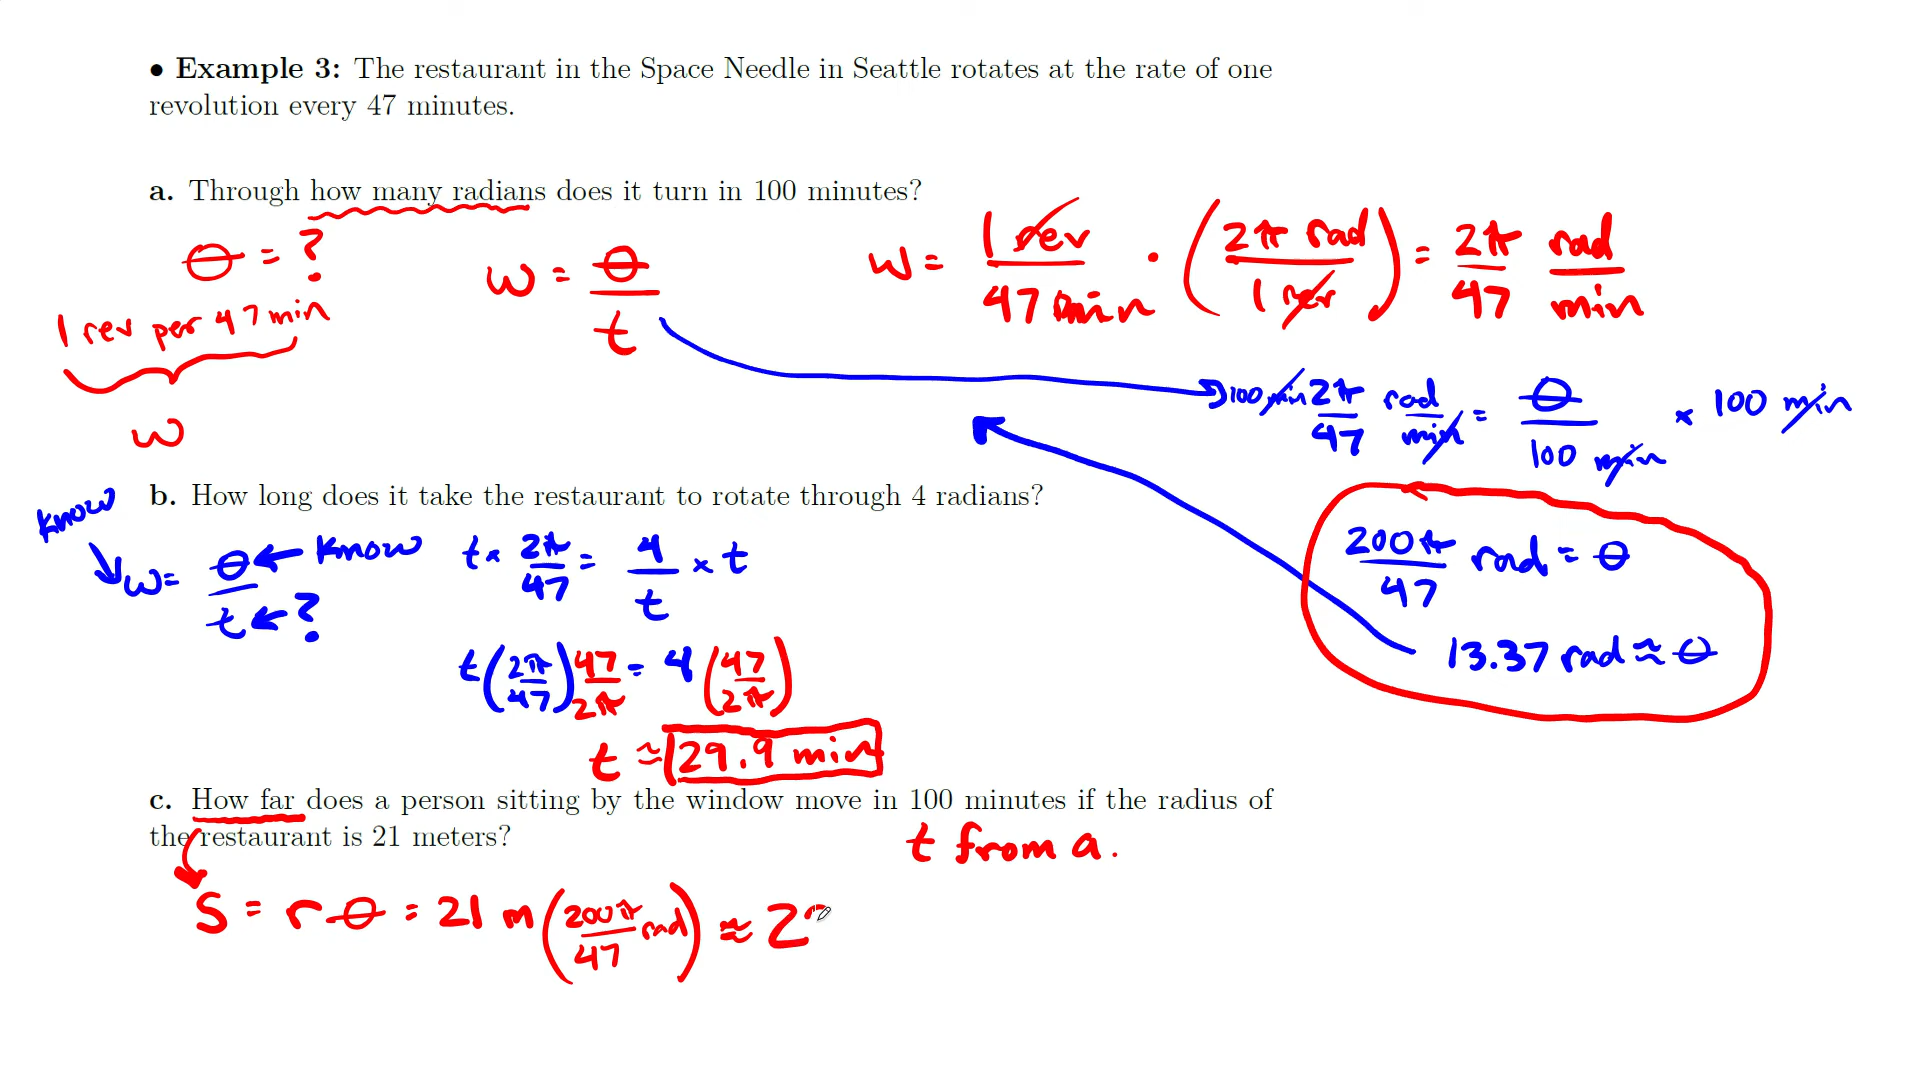 • Example 3: The restaurant in the Space Needle in Seattle rotates at the rate of one
revolution every 47 minutes.
a. Through how many radians does it turn in 100 minutes?
θ = ?
1 rev per 47 min
w
w = θ / t
w = 1 rev / 47 min · (2π rad / 1 rev) = 2π / 47 rad / min
100 min 2π / 47 rad / min = θ / 100 min × 100 min
200π / 47 rad = θ
13.37 rad ≈ θ
b. How long does it take the restaurant to rotate through 4 radians?
know
w = θ ← know / t ← ?
t × 2π / 47 = 4 / t × t
t (2π / 47) 47 / 2π = 4 (47 / 2π)
t ≈ 29.9 min
c. How far does a person sitting by the window move in 100 minutes if the radius of
the restaurant is 21 meters?
t from a.
S = r θ = 21 m (200π / 47 rad) ≈ 2